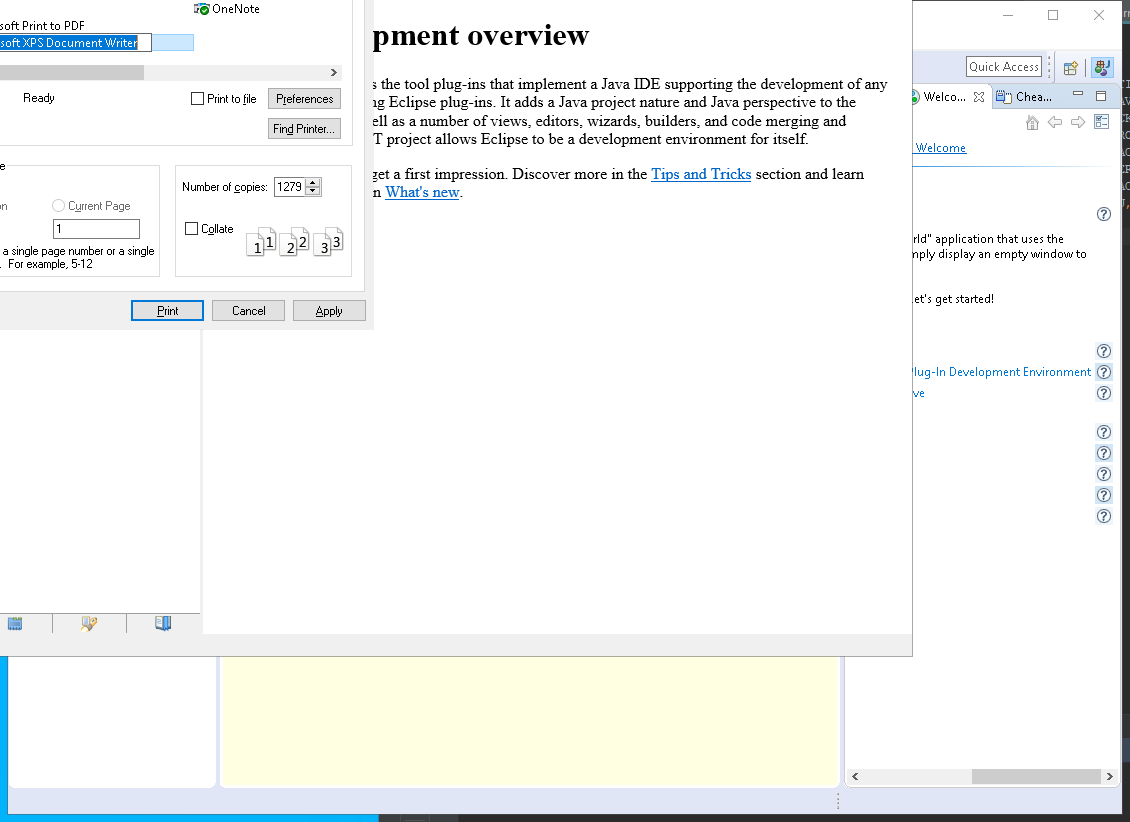 OneNote
soft Print to PDF
soft XPS Document Writer
Ready
Print to file
Preferences
Find Printer...
Number of copies:
1279
Current Page
1
Collate
1 1 2 2 3 3
a single page number or a single
For example, 5-12
Print
Cancel
Apply
pment overview
s the tool plug-ins that implement a Java IDE supporting the development of any
ng Eclipse plug-ins. It adds a Java project nature and Java perspective to the
ell as a number of views, editors, wizards, builders, and code merging and
T project allows Eclipse to be a development environment for itself.
get a first impression. Discover more in the Tips and Tricks section and learn
n What's new.
Quick Access
Welco...
Chea...
Welcome
rld" application that uses the
mply display an empty window to
et's get started!
Plug-In Development Environment
ve